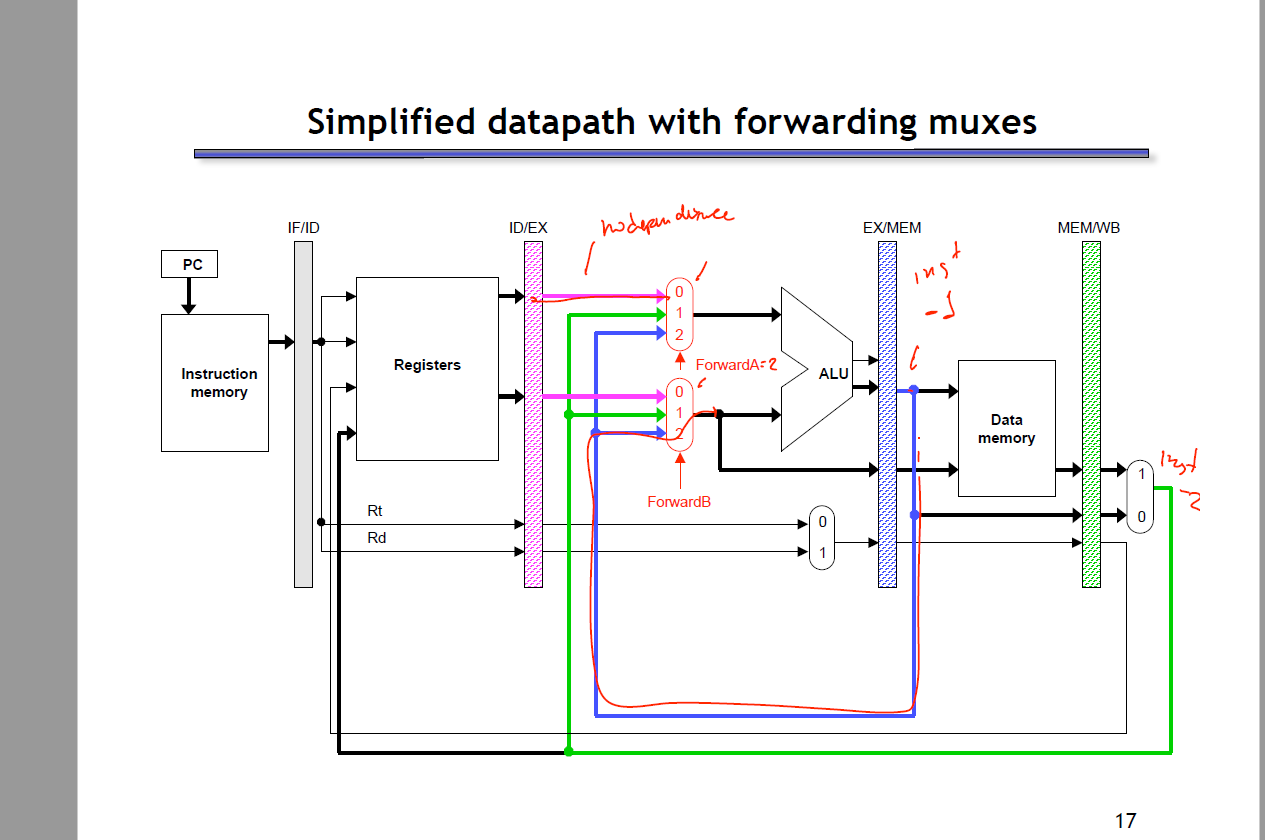 Simplified datapath with forwarding muxes
no dependence
IF/ID
ID/EX
EX/MEM
MEM/WB
PC
inst
-1
0
1
2
Instruction
memory
Registers
ForwardA=2
ALU
0
1
2
Data
memory
inst
-2
1
0
ForwardB
Rt
Rd
0
1
17